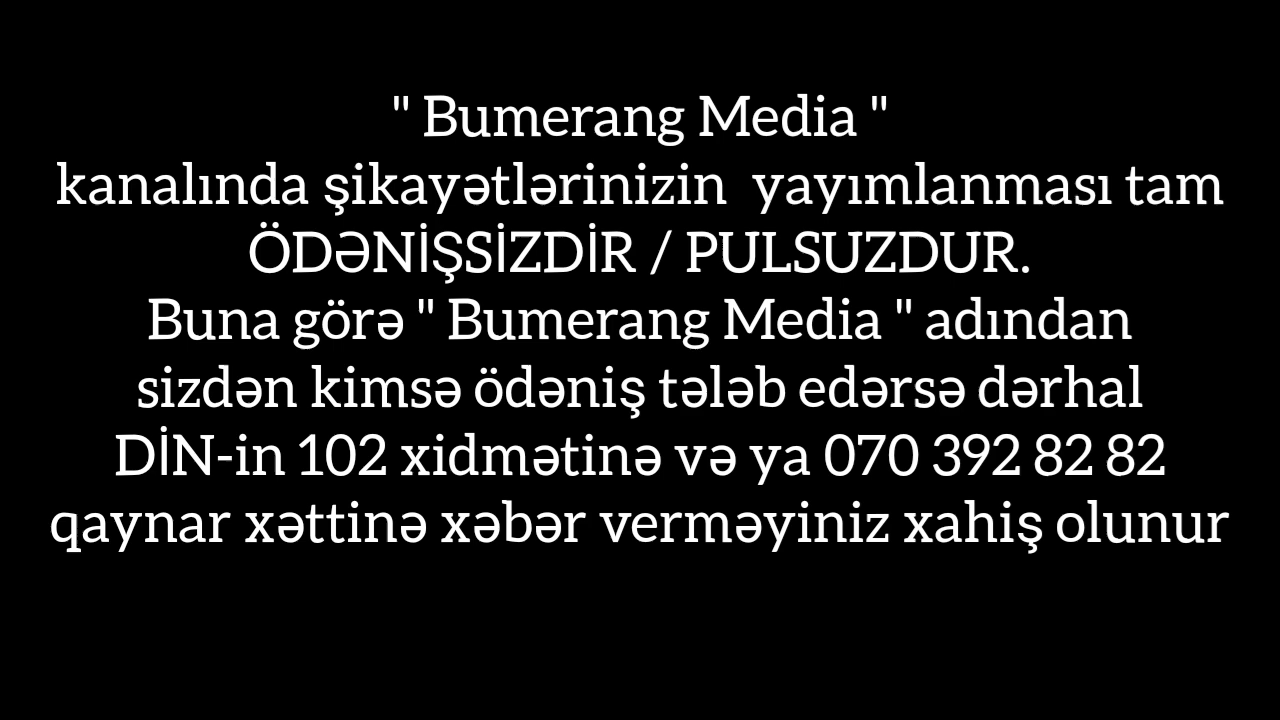 " Bumerang Media "
kanalında şikayətlərinizin  yayımlanması tam
ÖDƏNİŞSİZDİR / PULSUZDUR.
Buna görə " Bumerang Media " adından
sizdən kimsə ödəniş tələb edərsə dərhal
DİN-in 102 xidmətinə və ya 070 392 82 82
qaynar xəttinə xəbər verməyiniz xahiş olunur